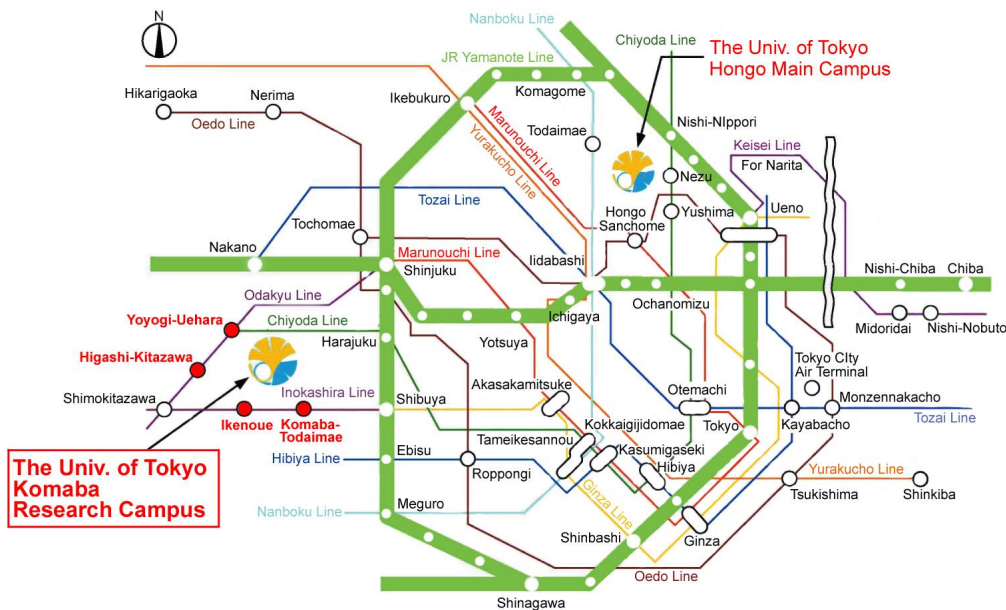 N
Nanboku Line
Chiyoda Line
The Univ. of Tokyo
Hongo Main Campus
JR Yamanote Line
Hikarigaoka
Nerima
Oedo Line
Ikebukuro
Komagome
Marunouchi Line
Yurakucho Line
Todaimae
Nishi-NIppori
Keisei Line
For Narita
Nezu
Tozai Line
Hongo
Sanchome
Yushima
Ueno
Tochomae
Nakano
Marunouchi Line
Shinjuku
Iidabashi
Ochanomizu
Nishi-Chiba
Chiba
Odakyu Line
Ichigaya
Midoridai
Nishi-Nobuto
Yoyogi-Uehara
Chiyoda Line
Harajuku
Yotsuya
Higashi-Kitazawa
Tokyo CIty
Air Terminal
Akasakamitsuke
Otemachi
Monzennakacho
Shimokitazawa
Inokashira Line
Shibuya
Ikenoue
Komaba-
Todaimae
Kokkaigijidomae
Tokyo
Kayabacho
Tozai Line
Tameikesannou
Kasumigaseki
Hibiya
The Univ. of Tokyo
Komaba
Research Campus
Hibiya Line
Ebisu
Roppongi
Yurakucho Line
Tsukishima
Shinkiba
Ginza Line
Nanboku Line
Meguro
Shinbashi
Ginza
Oedo Line
Shinagawa